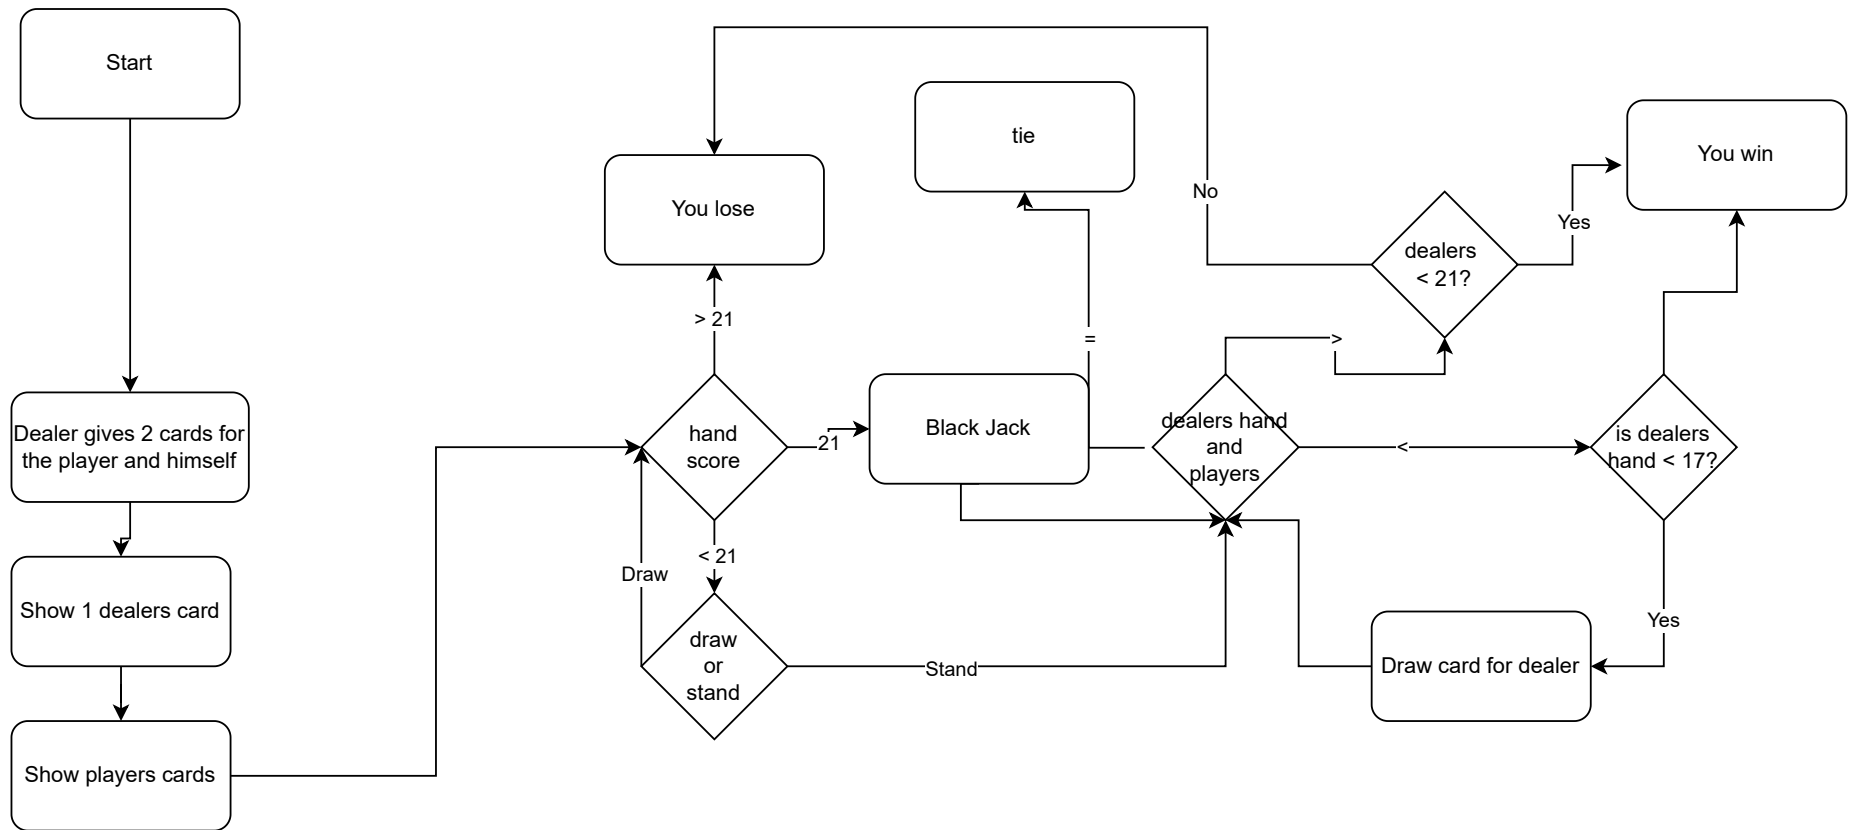 Start
Dealer gives 2 cards for
the player and himself
Show 1 dealers card
Show players cards
You lose
> 21
hand
score
21
< 21
Draw
draw
or
stand
Stand
Black Jack
tie
=
dealers hand
and
players
>
<
No
dealers
< 21?
Yes
You win
is dealers
hand < 17?
Yes
Draw card for dealer